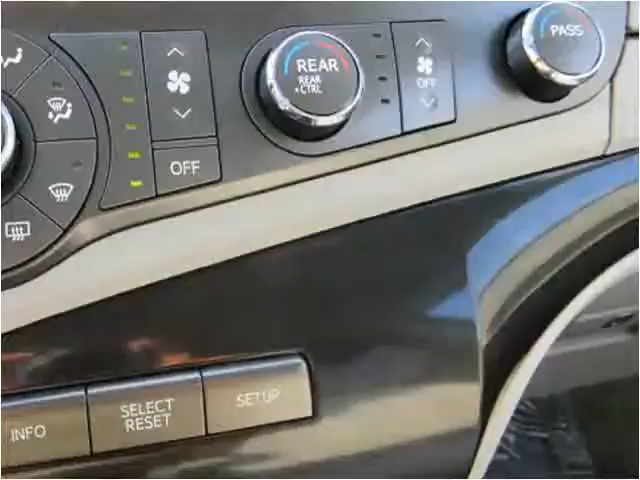 PASS
REAR
REAR
•CTRL
OFF
OFF
INFO
SELECT
RESET
SETUP